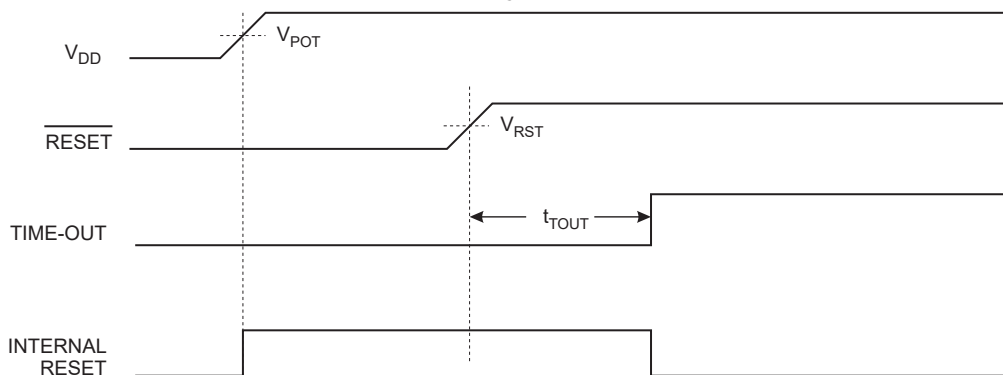 V_DD
V_POT
RESET
V_RST
TIME-OUT
t_TOUT
INTERNAL
RESET